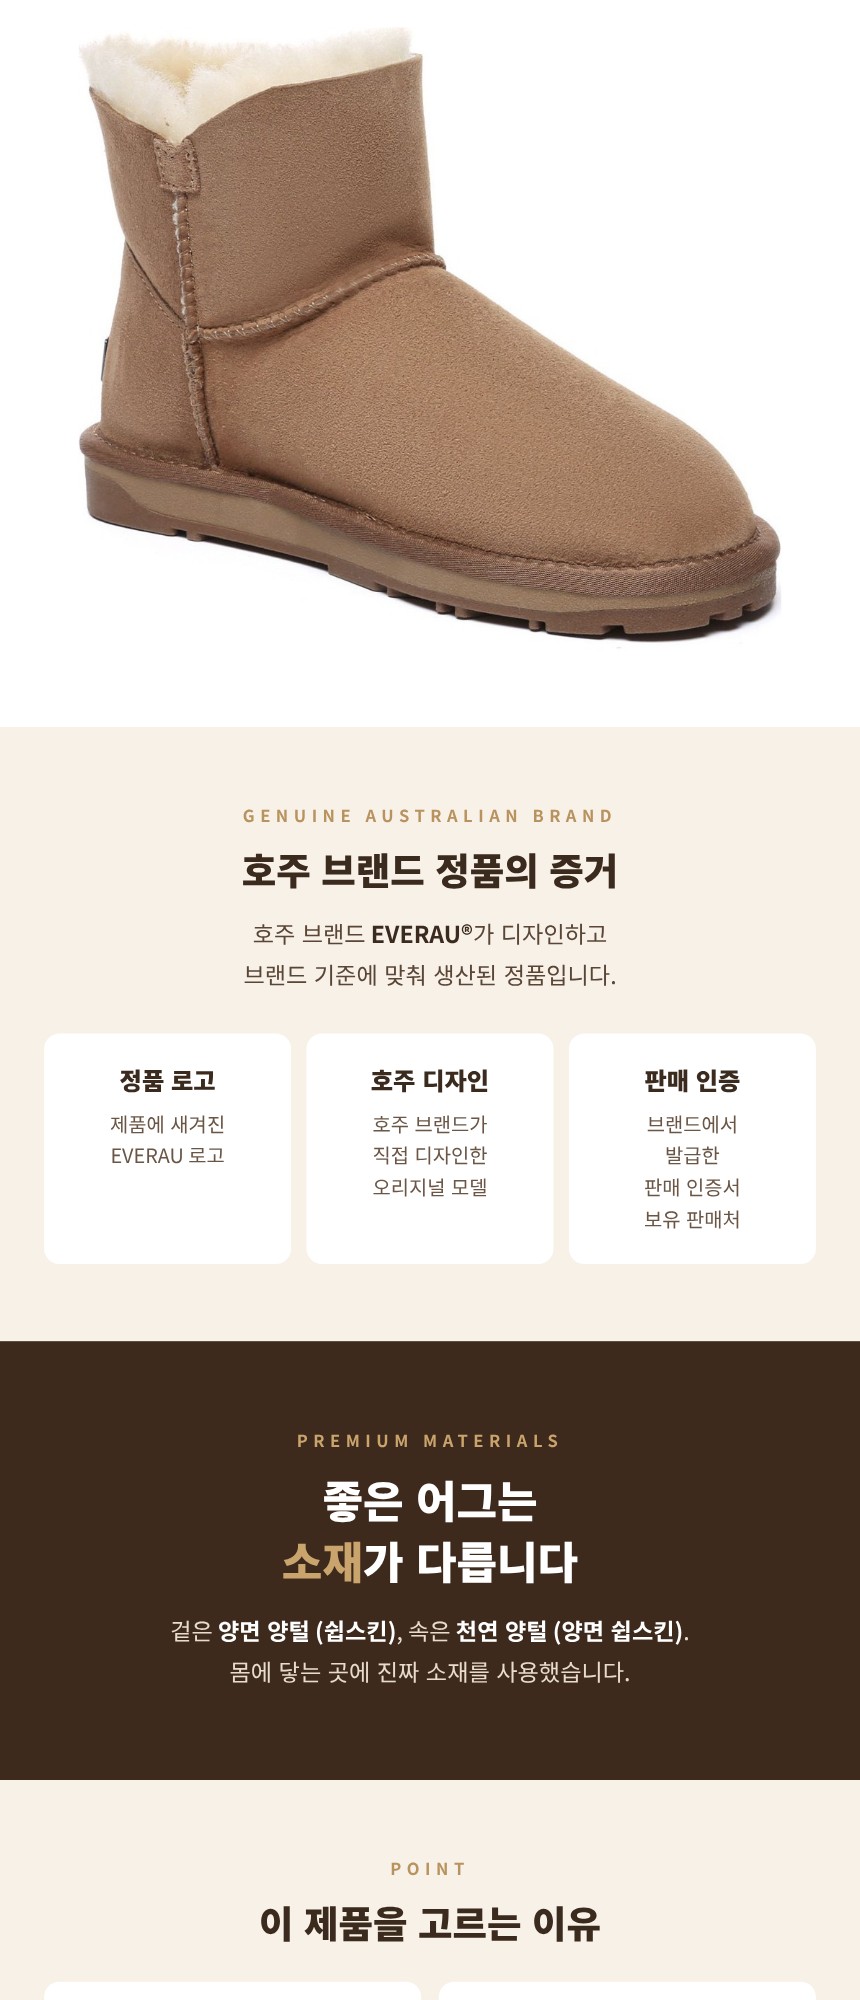 GENUINE AUSTRALIAN BRAND
호주 브랜드 정품의 증거
호주 브랜드 EVERAU®가 디자인하고
브랜드 기준에 맞춰 생산된 정품입니다.
정품 로고
제품에 새겨진
EVERAU 로고
호주 디자인
호주 브랜드가
직접 디자인한
오리지널 모델
판매 인증
브랜드에서
발급한
판매 인증서
보유 판매처
PREMIUM MATERIALS
좋은 어그는
소재가 다릅니다
겉은 양면 양털 (쉽스킨), 속은 천연 양털 (양면 쉽스킨).
몸에 닿는 곳에 진짜 소재를 사용했습니다.
POINT
이 제품을 고르는 이유